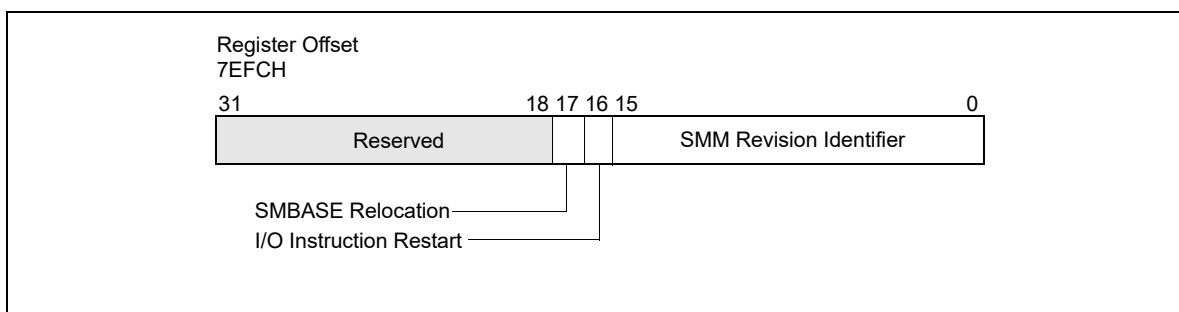 Register Offset
7EFCH
31 18 17 16 15 0
Reserved SMM Revision Identifier
SMBASE Relocation
I/O Instruction Restart